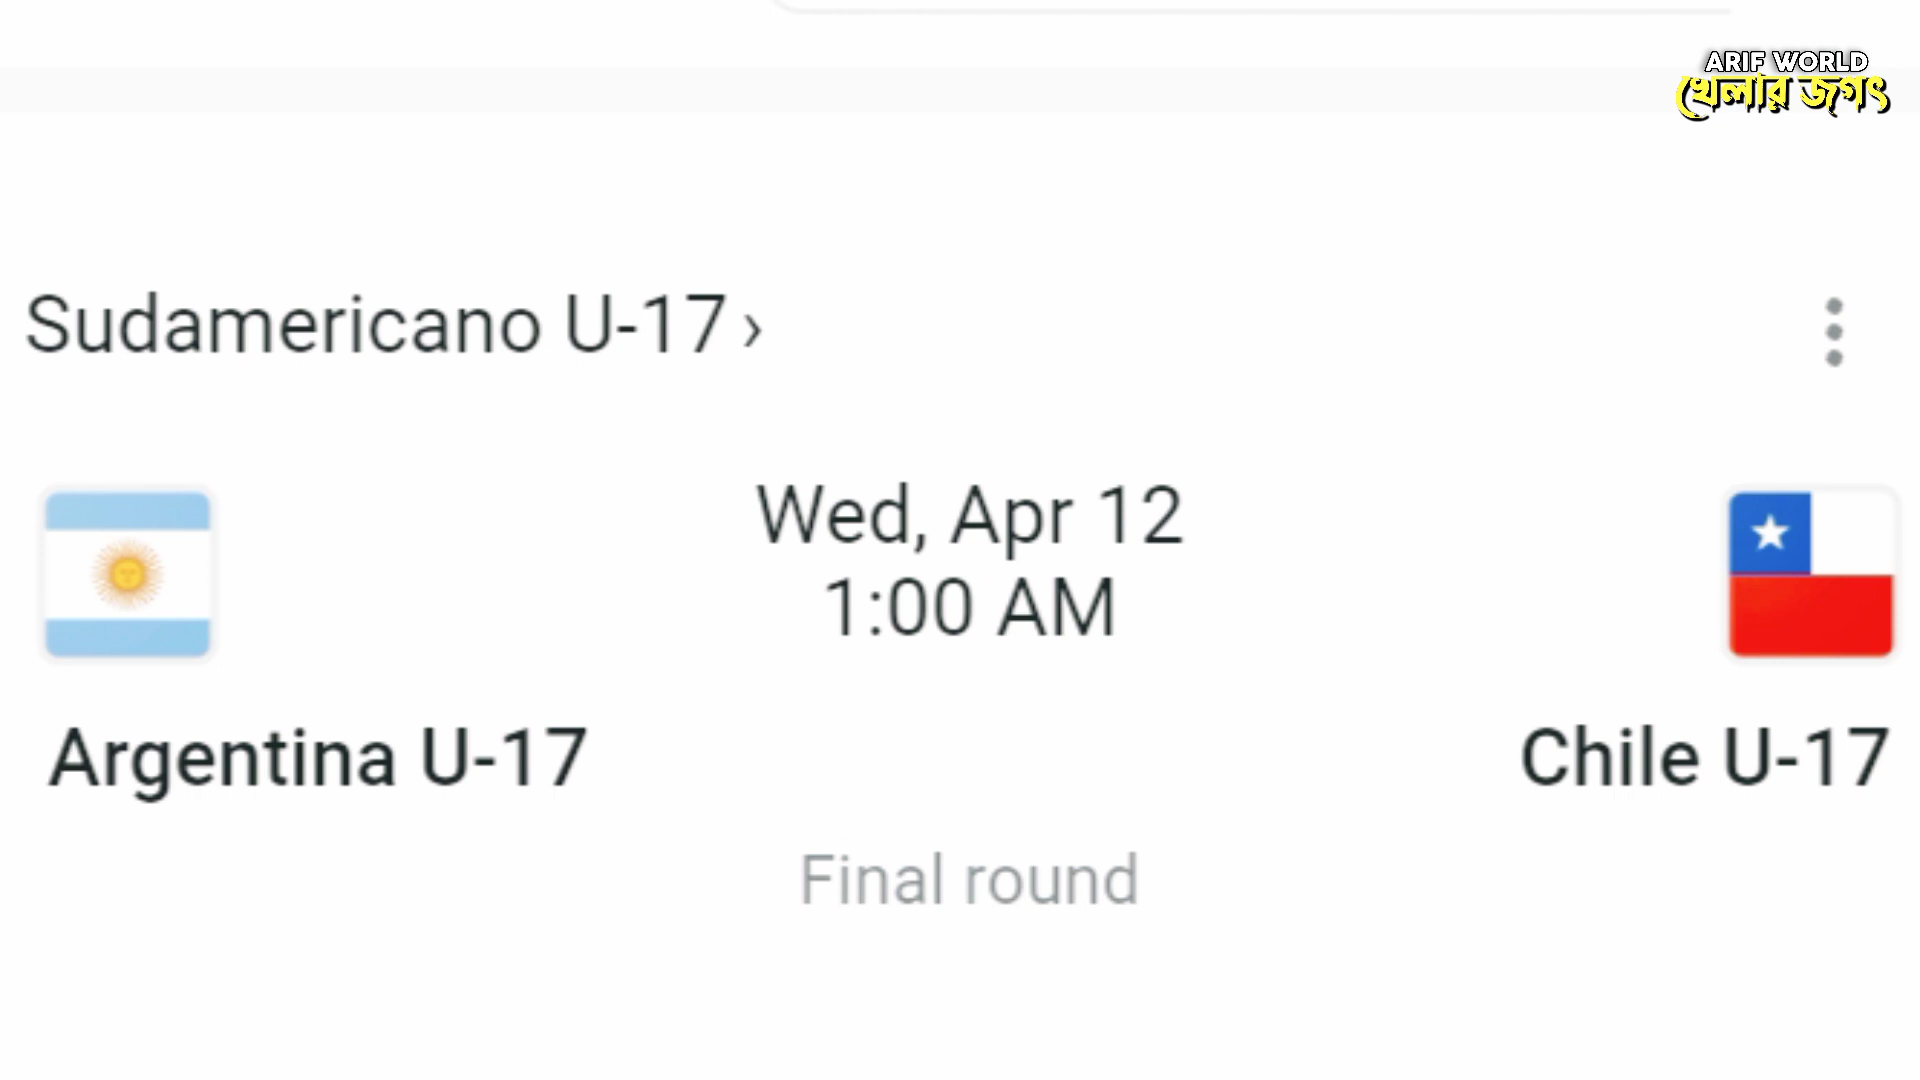 ARIF WORLD
খেলার জগৎ
Sudamericano U-17 ›
Wed, Apr 12
1:00 AM
Argentina U-17
Chile U-17
Final round